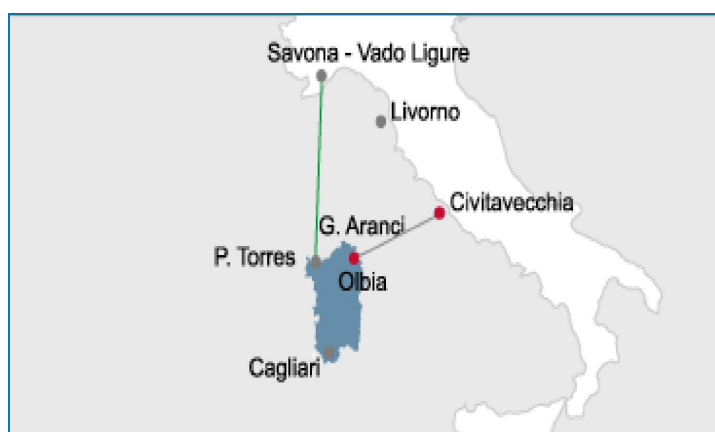 Savona - Vado Ligure
Livorno
Civitavecchia
G. Aranci
P. Torres
Olbia
Cagliari